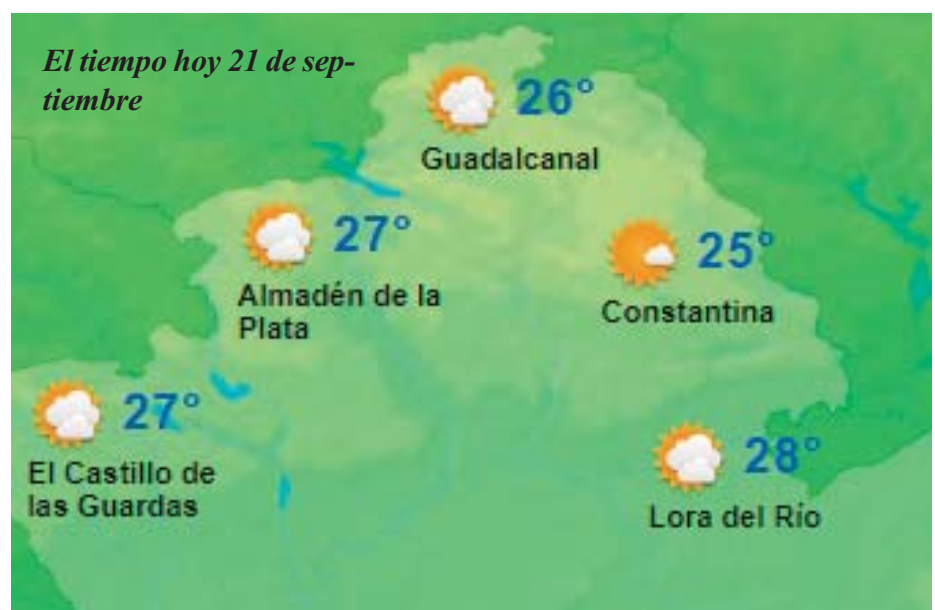 El tiempo hoy 21 de sep-
tiembre
26°
Guadalcanal
27°
Almadén de la
Plata
25°
Constantina
27°
El Castillo de
las Guardas
28°
Lora del Río